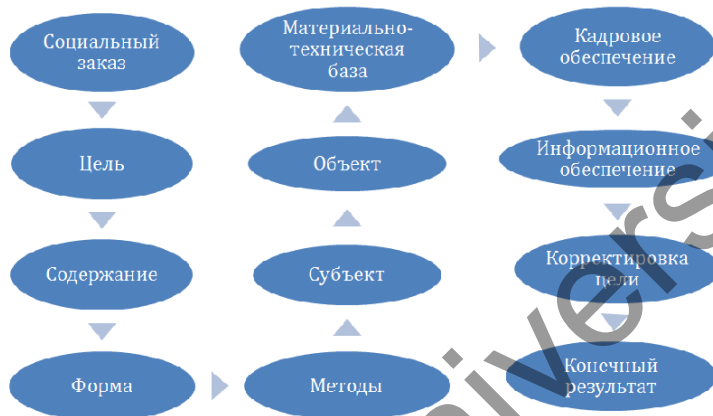 Социальный
заказ
Цель
Содержание
Форма
Методы
Субъект
Объект
Материально-
техническая
база
Кадровое
обеспечение
Информационное
обеспечение
Корректировка
цели
Конечный
результат